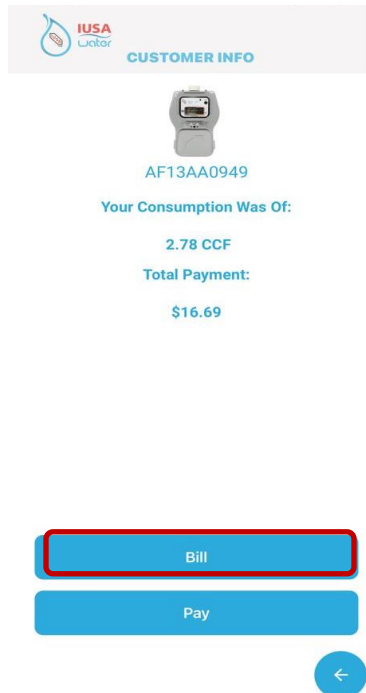 IUSA
water
CUSTOMER INFO
AF13AA0949
Your Consumption Was Of:
2.78 CCF
Total Payment:
$16.69
Bill
Pay